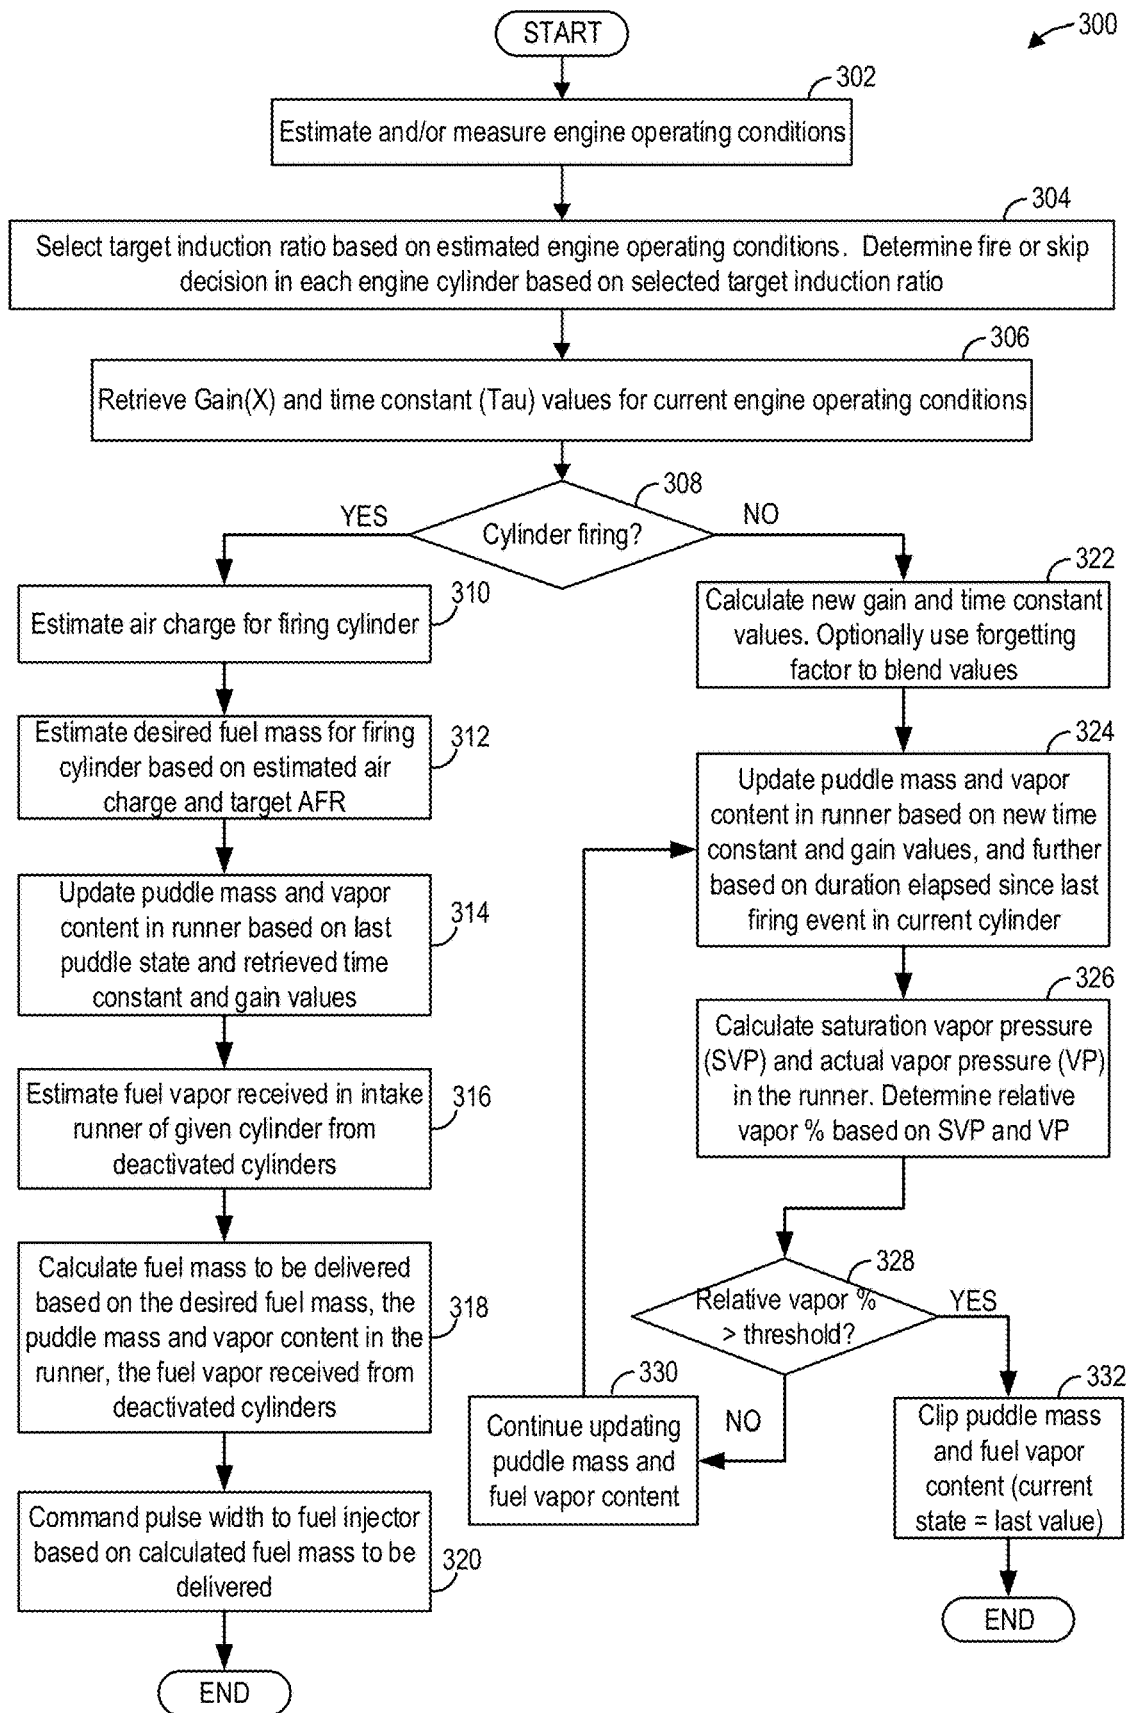 START
300
302
Estimate and/or measure engine operating conditions
304
Select target induction ratio based on estimated engine operating conditions. Determine fire or skip
decision in each engine cylinder based on selected target induction ratio
306
Retrieve Gain(X) and time constant (Tau) values for current engine operating conditions
308
YES
NO
Cylinder firing?
310
Estimate air charge for firing cylinder
312
Estimate desired fuel mass for firing
cylinder based on estimated air
charge and target AFR
314
Update puddle mass and vapor
content in runner based on last
puddle state and retrieved time
constant and gain values
316
Estimate fuel vapor received in intake
runner of given cylinder from
deactivated cylinders
318
Calculate fuel mass to be delivered
based on the desired fuel mass, the
puddle mass and vapor content in the
runner, the fuel vapor received from
deactivated cylinders
320
Command pulse width to fuel injector
based on calculated fuel mass to be
delivered
END
322
Calculate new gain and time constant
values. Optionally use forgetting
factor to blend values
324
Update puddle mass and vapor
content in runner based on new time
constant and gain values, and further
based on duration elapsed since last
firing event in current cylinder
326
Calculate saturation vapor pressure
(SVP) and actual vapor pressure (VP)
in the runner. Determine relative
vapor % based on SVP and VP
328
Relative vapor %
> threshold?
YES
NO
330
Continue updating
puddle mass and
fuel vapor content
332
Clip puddle mass
and fuel vapor
content (current
state = last value)
END